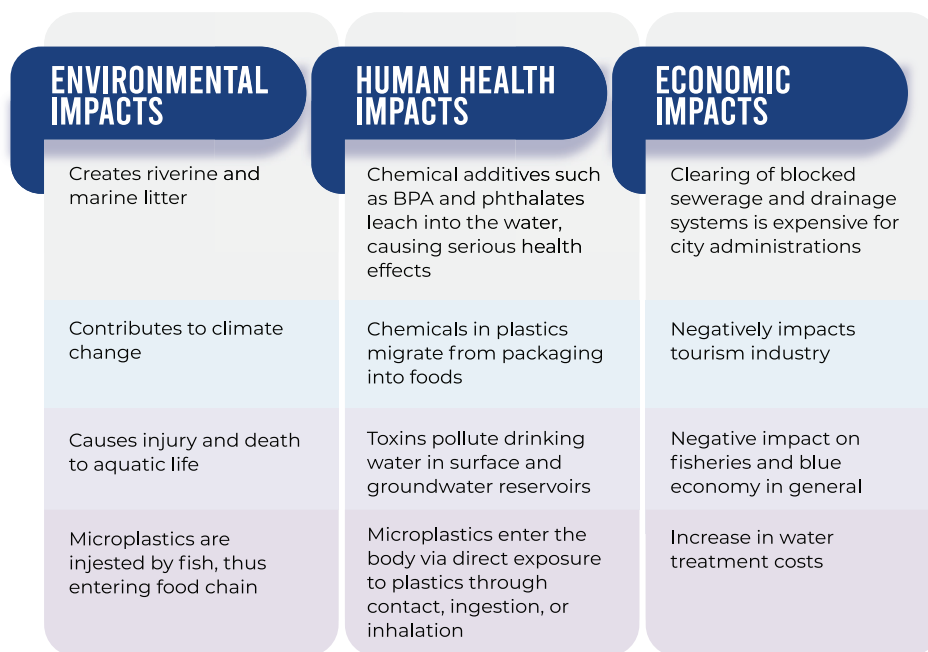 ENVIRONMENTAL
IMPACTS
Creates riverine and
marine litter
Contributes to climate
change
Causes injury and death
to aquatic life
Microplastics are
injested by fish, thus
entering food chain
HUMAN HEALTH
IMPACTS
Chemical additives such
as BPA and phthalates
leach into the water,
causing serious health
effects
Chemicals in plastics
migrate from packaging
into foods
Toxins pollute drinking
water in surface and
groundwater reservoirs
Microplastics enter the
body via direct exposure
to plastics through
contact, ingestion, or
inhalation
ECONOMIC
IMPACTS
Clearing of blocked
sewerage and drainage
systems is expensive for
city administrations
Negatively impacts
tourism industry
Negative impact on
fisheries and blue
economy in general
Increase in water
treatment costs